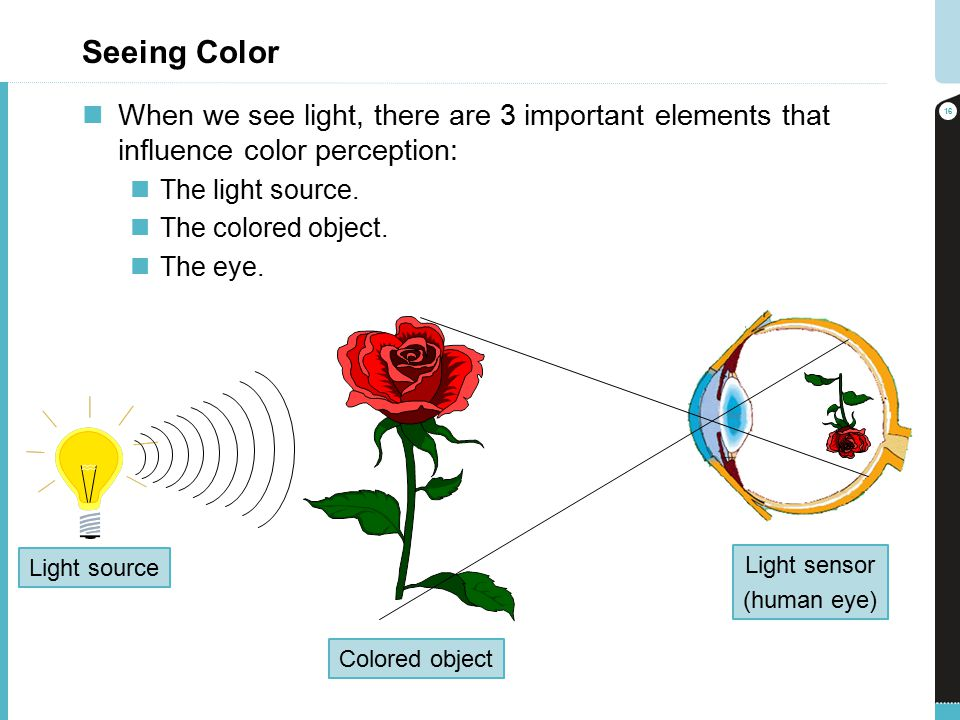 Seeing Color
16
When we see light, there are 3 important elements that
influence color perception:
The light source.
The colored object.
The eye.
Light source
Colored object
Light sensor
(human eye)